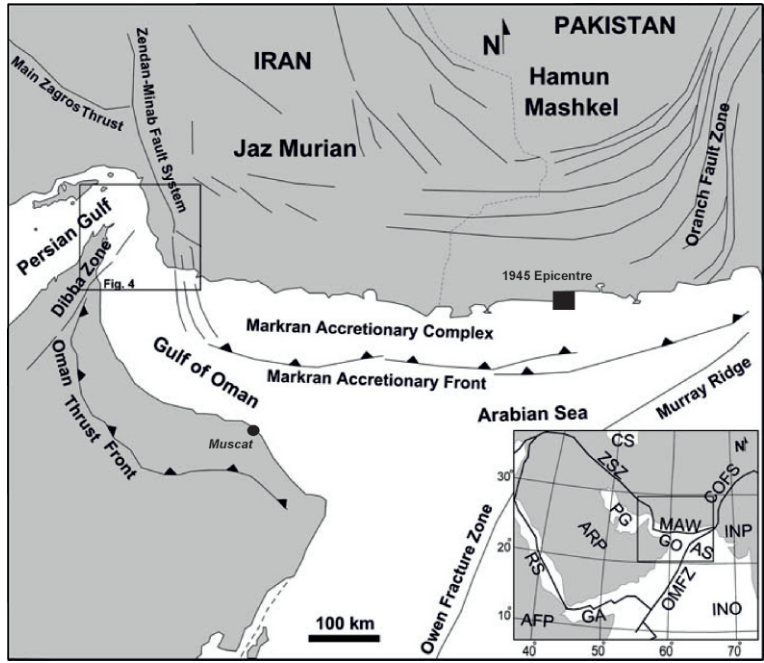 PAKISTAN
Zendan-Minab Fault System
IRAN
N
Main Zagros Thrust
Hamun
Mashkel
Jaz Murian
Oranch Fault Zone
Persian Gulf
Dibba Zone
Fig. 4
1945 Epicentre
Markran Accretionary Complex
Gulf of Oman
Markran Accretionary Front
Oman Thrust Front
Murray Ridge
Arabian Sea
Muscat
Owen Fracture Zone
100 km
CS
N
ZSZ
COFS
30°
PG
MAW
INP
ARP
GO
AS
20°
RS
OMFZ
10°
GA
INO
AFP
40°
50°
60°
70°